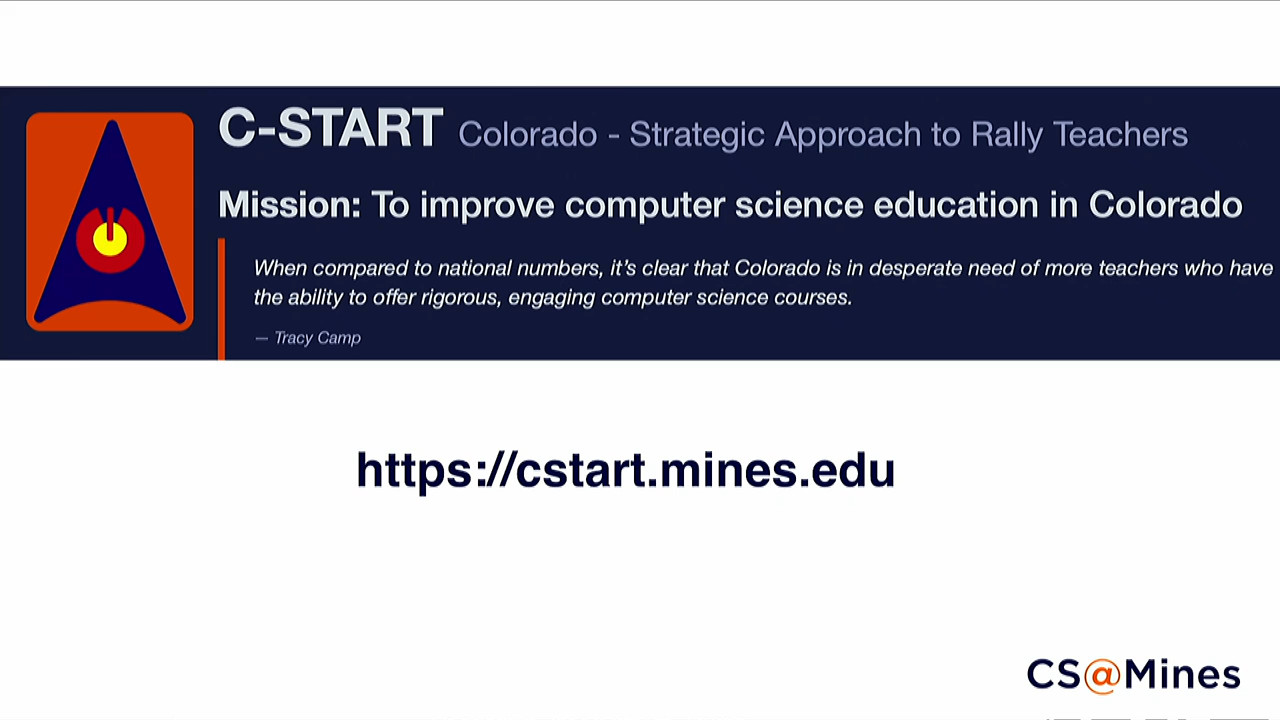 C-START Colorado - Strategic Approach to Rally Teachers
Mission: To improve computer science education in Colorado
When compared to national numbers, it's clear that Colorado is in desperate need of more teachers who have
the ability to offer rigorous, engaging computer science courses.
— Tracy Camp
https://cstart.mines.edu
CS@Mines